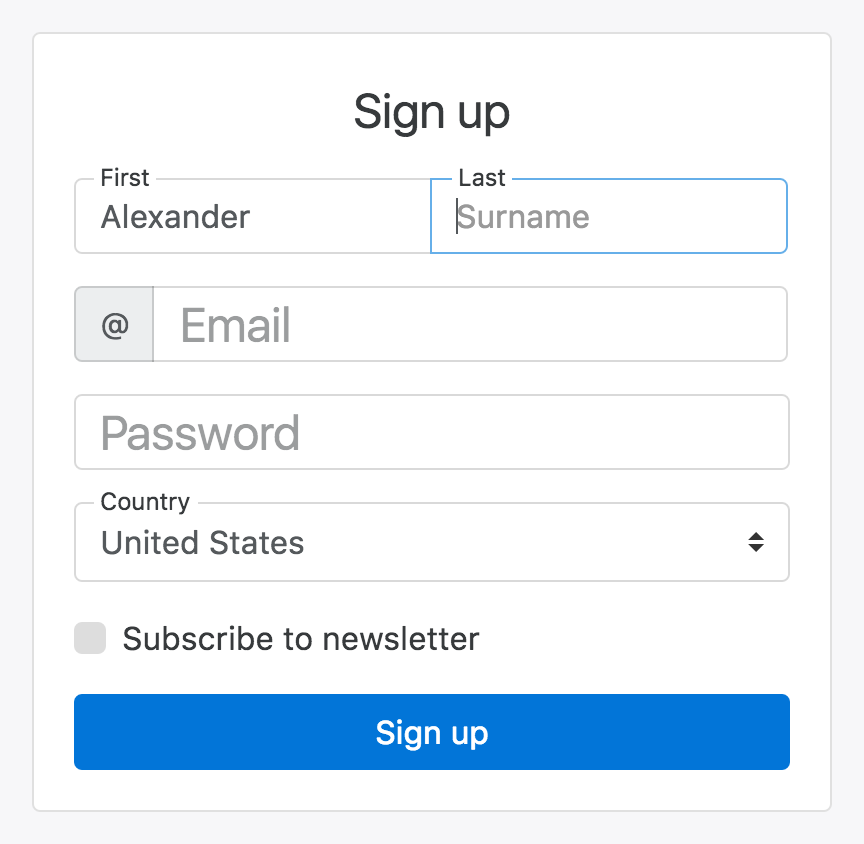 Sign up
First Last
Alexander Surname
@ Email
Password
Country
United States
Subscribe to newsletter
Sign up